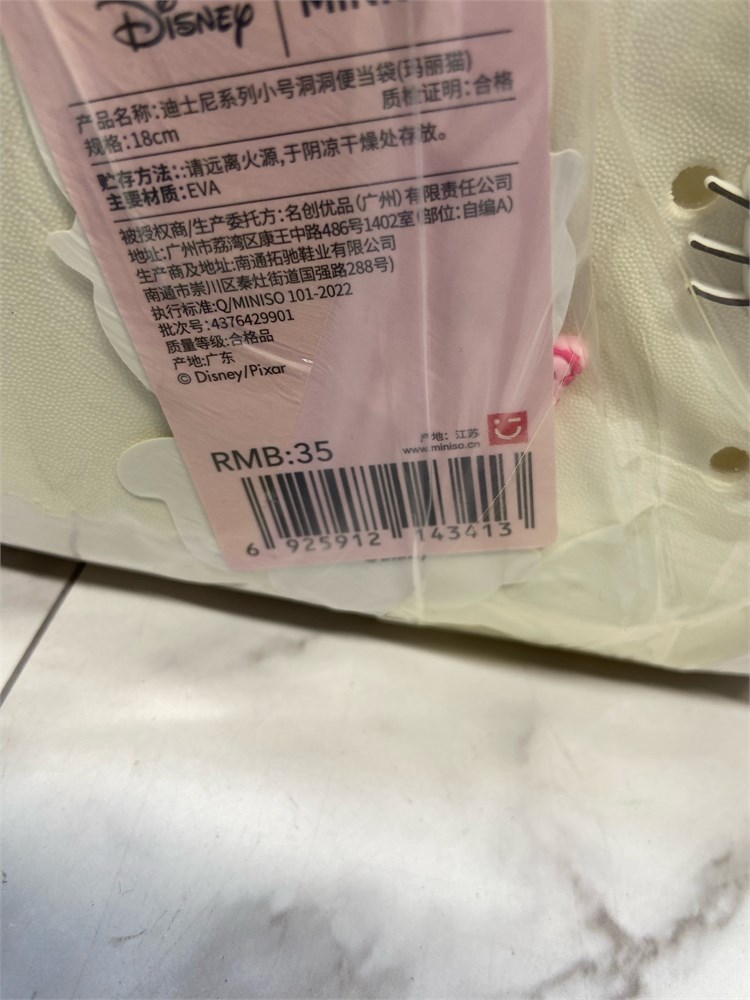 Disney
产品名称:迪士尼系列小号洞洞便当袋(玛丽猫)
规格:18cm 质检证明:合格
贮存方法::请远离火源,于阴凉干燥处存放。
主要材质:EVA
被授权商/生产委托方:名创优品(广州)有限责任公司
地址:广州市荔湾区康王中路486号1402室(部位:自编A)
生产商及地址:南通拓驰鞋业有限公司
南通市崇川区秦灶街道国强路288号)
执行标准:Q/MINISO 101-2022
批次号:4376429901
质量等级:合格品
产地:广东
© Disney/Pixar
RMB:35
产地:江苏
www.miniso.cn
6 925912 143413